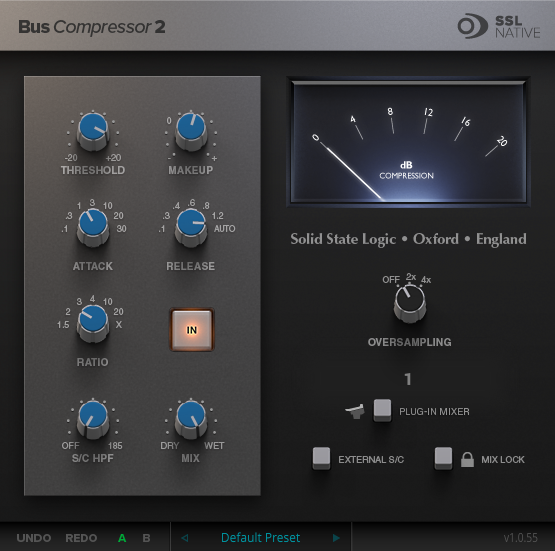 Bus Compressor 2
SSL
NATIVE
-20 +20
THRESHOLD
0
- +
MAKEUP
0 4 8 12 16 20
dB
COMPRESSION
Solid State Logic • Oxford • England
.1 .3 1 3 10 20 30
ATTACK
.1 .3 .4 .6 .8 1.2 AUTO
RELEASE
OFF 2x 4x
OVERSAMPLING
1.5 2 3 4 10 20 X
RATIO
IN
1
PLUG-IN MIXER
OFF 185
S/C HPF
DRY WET
MIX
EXTERNAL S/C
MIX LOCK
UNDO REDO A B
Default Preset
v1.0.55